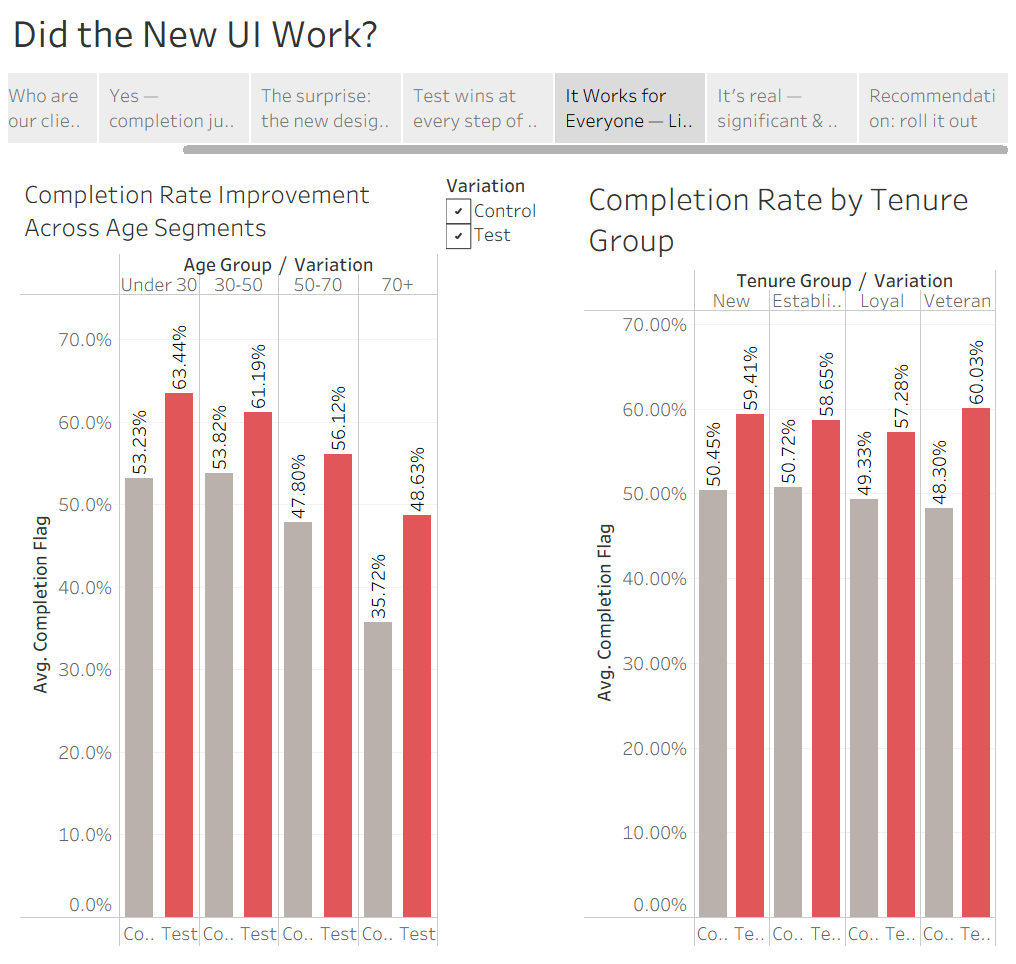 Did the New UI Work?
Who are our clie..
Yes — completion ju..
The surprise: the new desig..
Test wins at every step of ..
It Works for Everyone — Li..
It's real — significant & ..
Recommendati on: roll it out
Completion Rate Improvement
Across Age Segments
Variation
Control
Test
Age Group / Variation
Under 30 30-50 50-70 70+
70.0%
60.0%
50.0%
40.0%
30.0%
20.0%
10.0%
0.0%
Avg. Completion Flag
53.23% 63.44% 53.82% 61.19% 47.80% 56.12% 35.72% 48.63%
Co.. Test Co.. Test Co.. Test Co.. Test
Completion Rate by Tenure
Group
Tenure Group / Variation
New Establi.. Loyal Veteran
70.00%
60.00%
50.00%
40.00%
30.00%
20.00%
10.00%
0.00%
Avg. Completion Flag
50.45% 59.41% 50.72% 58.65% 49.33% 57.28% 48.30% 60.03%
Co.. Te.. Co.. Te.. Co.. Te.. Co.. Te..